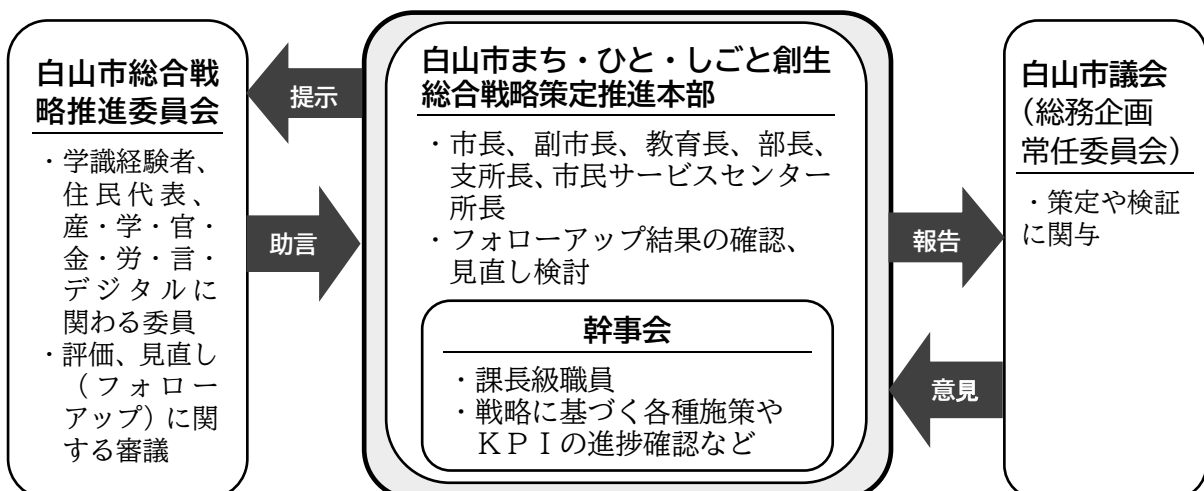 白山市総合戦
略推進委員会
・学識経験者、
住民代表、
産・学・官・
金・労・言・
デジタルに
関わる委員
・評価、見直し
（フォロー
アップ）に関
する審議
提示
助言
白山市まち・ひと・しごと創生
総合戦略策定推進本部
・市長、副市長、教育長、部長、
支所長、市民サービスセンター
所長
・フォローアップ結果の確認、
見直し検討
幹事会
・課長級職員
・戦略に基づく各種施策や
ＫＰＩの進捗確認など
報告
意見
白山市議会
（総務企画
常任委員会）
・策定や検証
に関与